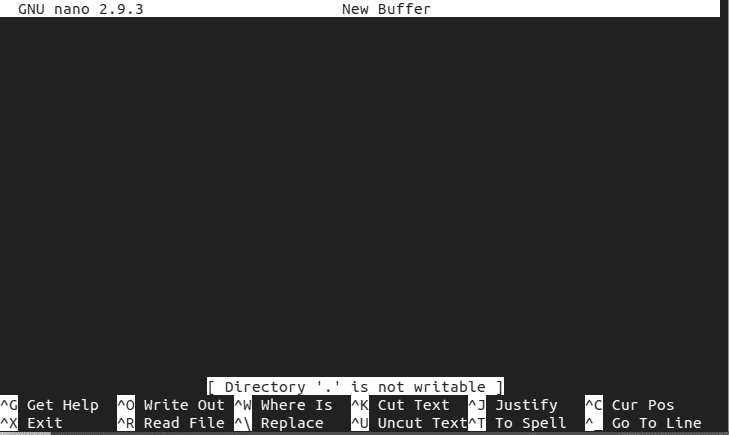 GNU nano 2.9.3 New Buffer
[ Directory '.' is not writable ]
^G Get Help ^O Write Out ^W Where Is ^K Cut Text ^J Justify ^C Cur Pos
^X Exit ^R Read File ^\ Replace ^U Uncut Text ^T To Spell ^_ Go To Line